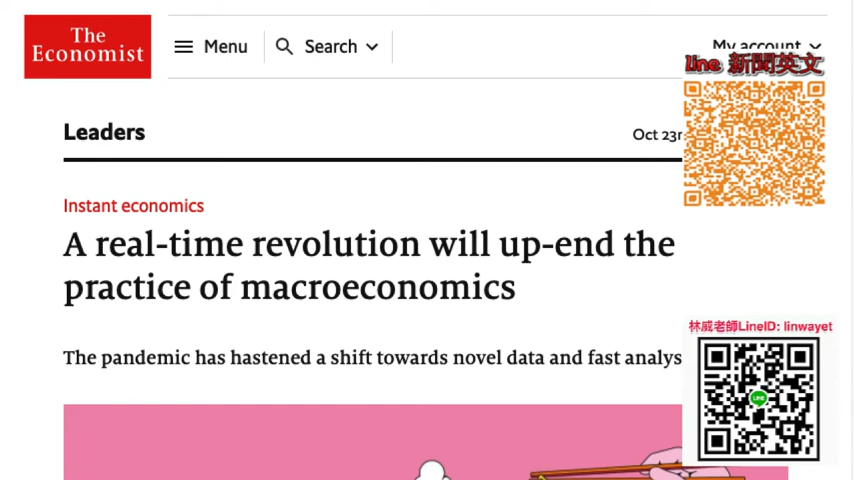 The
Economist
Menu
Search
My account
line 新聞英文
Leaders
Oct 23r
Instant economics
A real-time revolution will up-end the
practice of macroeconomics
林威老師LineID: linwayet
The pandemic has hastened a shift towards novel data and fast analys
LINE